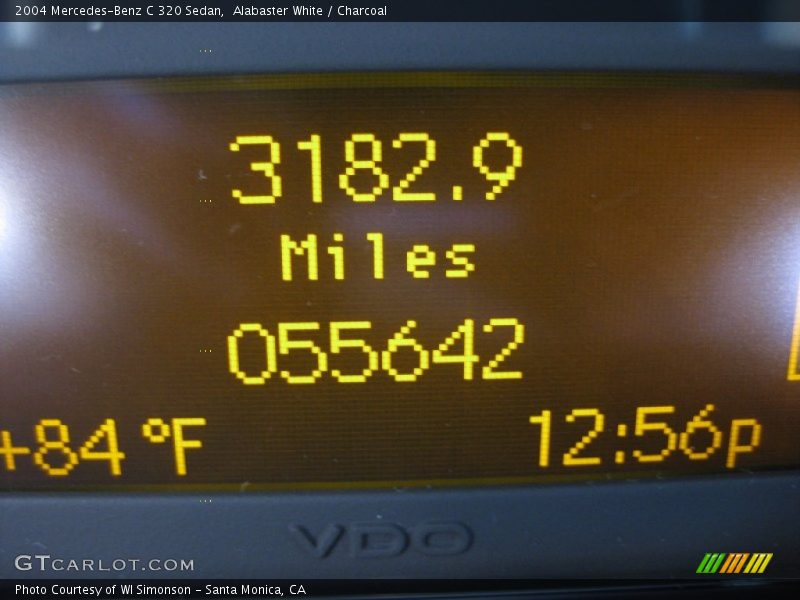 2004 Mercedes-Benz C 320 Sedan,  Alabaster White / Charcoal
3182.9
Miles
055642
+84 °F 12:56p
VDO
GTCARLOT.COM
Photo Courtesy of WI Simonson - Santa Monica, CA